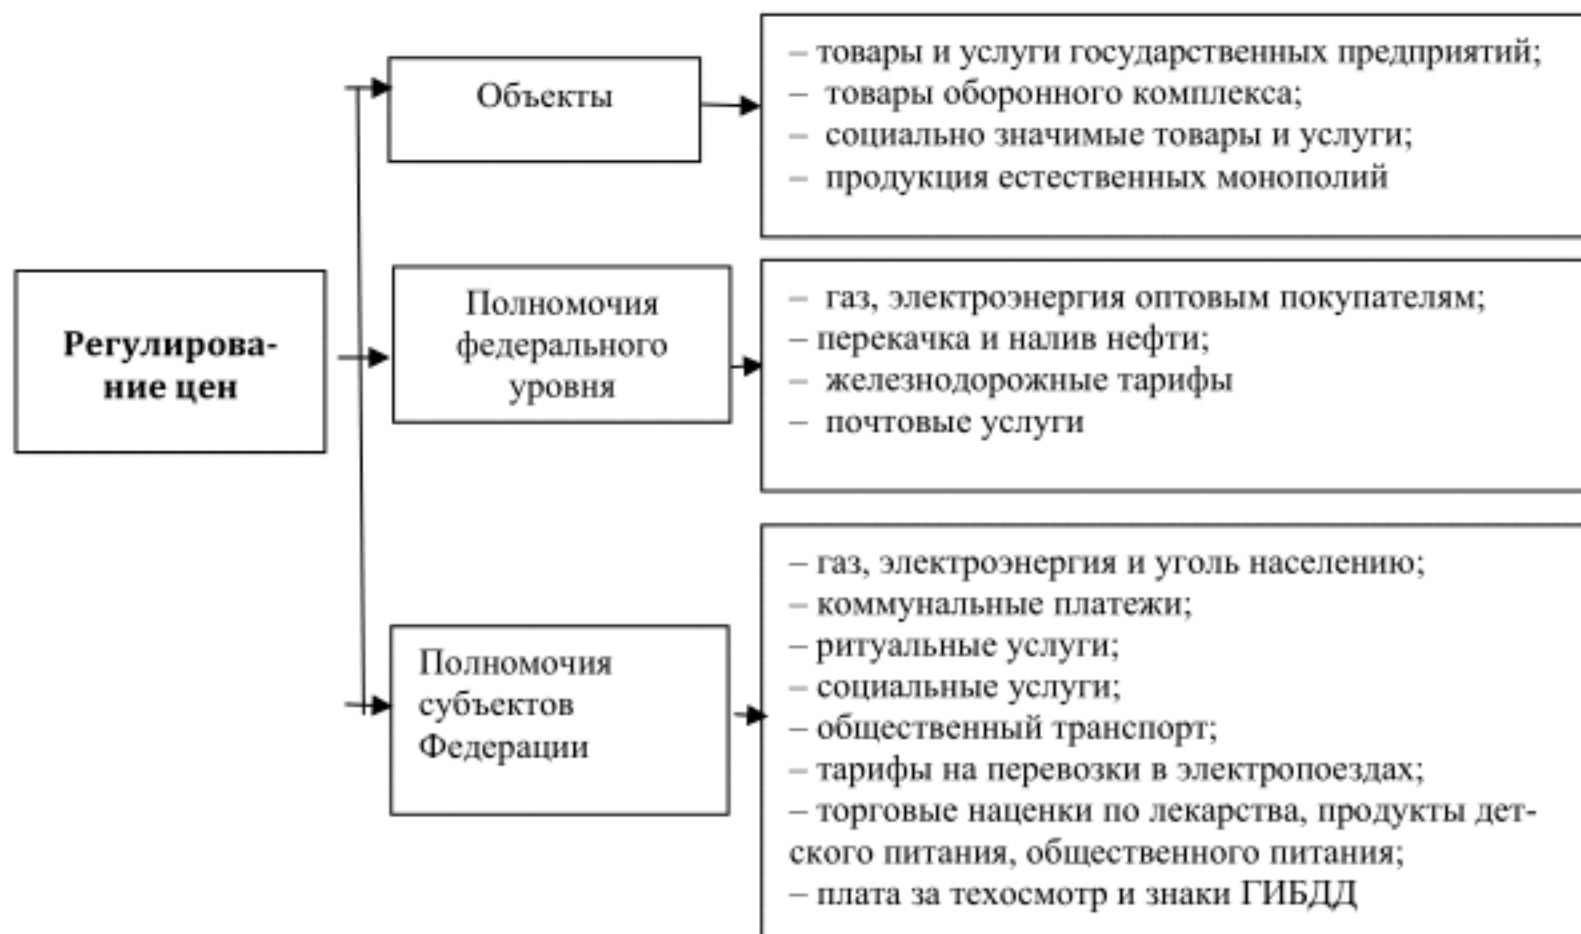 Регулирова-
ние цен
Объекты
– товары и услуги государственных предприятий;
– товары оборонного комплекса;
– социально значимые товары и услуги;
– продукция естественных монополий
Полномочия
федерального
уровня
– газ, электроэнергия оптовым покупателям;
– перекачка и налив нефти;
– железнодорожные тарифы
– почтовые услуги
Полномочия
субъектов
Федерации
– газ, электроэнергия и уголь населению;
– коммунальные платежи;
– ритуальные услуги;
– социальные услуги;
– общественный транспорт;
– тарифы на перевозки в электропоездах;
– торговые наценки по лекарства, продукты дет-
ского питания, общественного питания;
– плата за техосмотр и знаки ГИБДД